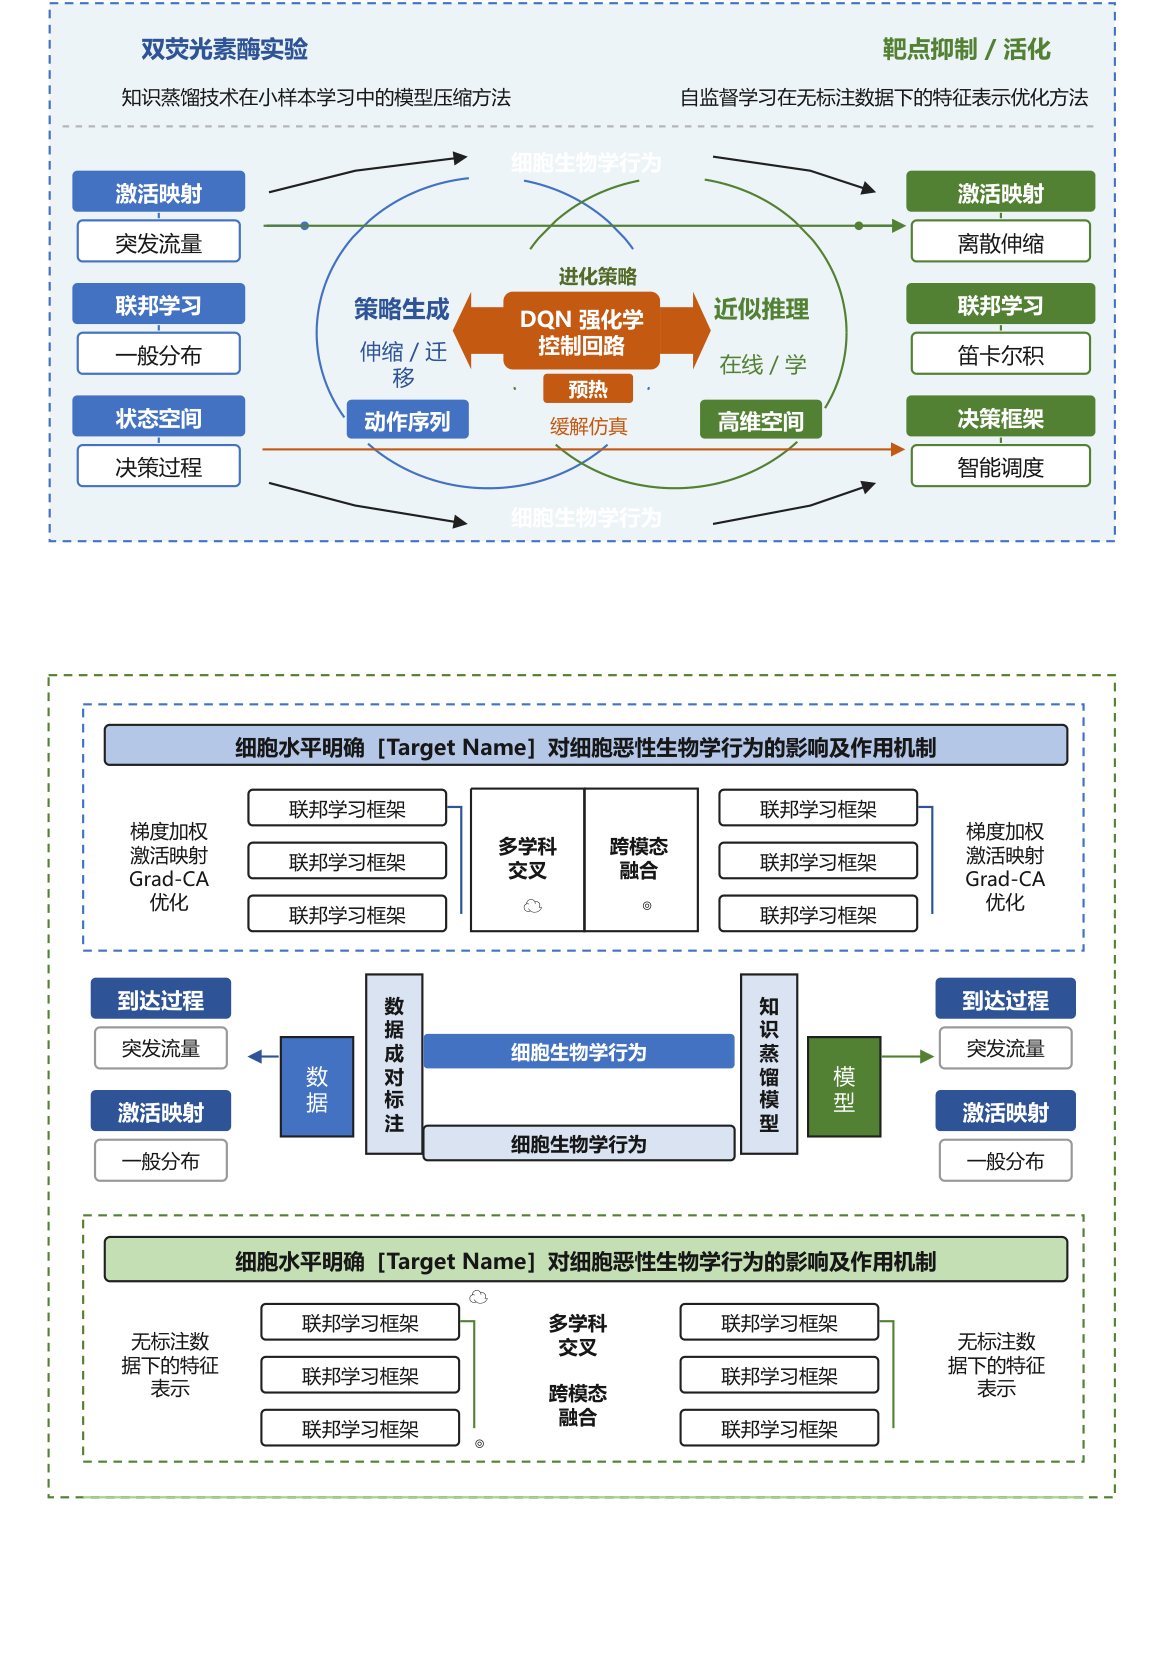 双荧光素酶实验
靶点抑制 / 活化
知识蒸馏技术在小样本学习中的模型压缩方法
自监督学习在无标注数据下的特征表示优化方法
细胞生物学行为
激活映射
突发流量
联邦学习
一般分布
状态空间
决策过程
策略生成
伸缩 / 迁
移
动作序列
进化策略
DQN 强化学
控制回路
预热
缓解仿真
近似推理
在线 / 学
高维空间
激活映射
离散伸缩
联邦学习
笛卡尔积
决策框架
智能调度
细胞生物学行为
细胞水平明确［Target Name］对细胞恶性生物学行为的影响及作用机制
梯度加权
激活映射
Grad-CA
优化
联邦学习框架
联邦学习框架
联邦学习框架
多学科
交叉
跨模态
融合
联邦学习框架
联邦学习框架
联邦学习框架
梯度加权
激活映射
Grad-CA
优化
到达过程
突发流量
激活映射
一般分布
数
据
数
据
成
对
标
注
细胞生物学行为
细胞生物学行为
知
识
蒸
馏
模
型
模
型
到达过程
突发流量
激活映射
一般分布
细胞水平明确［Target Name］对细胞恶性生物学行为的影响及作用机制
无标注数
据下的特征
表示
联邦学习框架
联邦学习框架
联邦学习框架
多学科
交叉
跨模态
融合
联邦学习框架
联邦学习框架
联邦学习框架
无标注数
据下的特征
表示